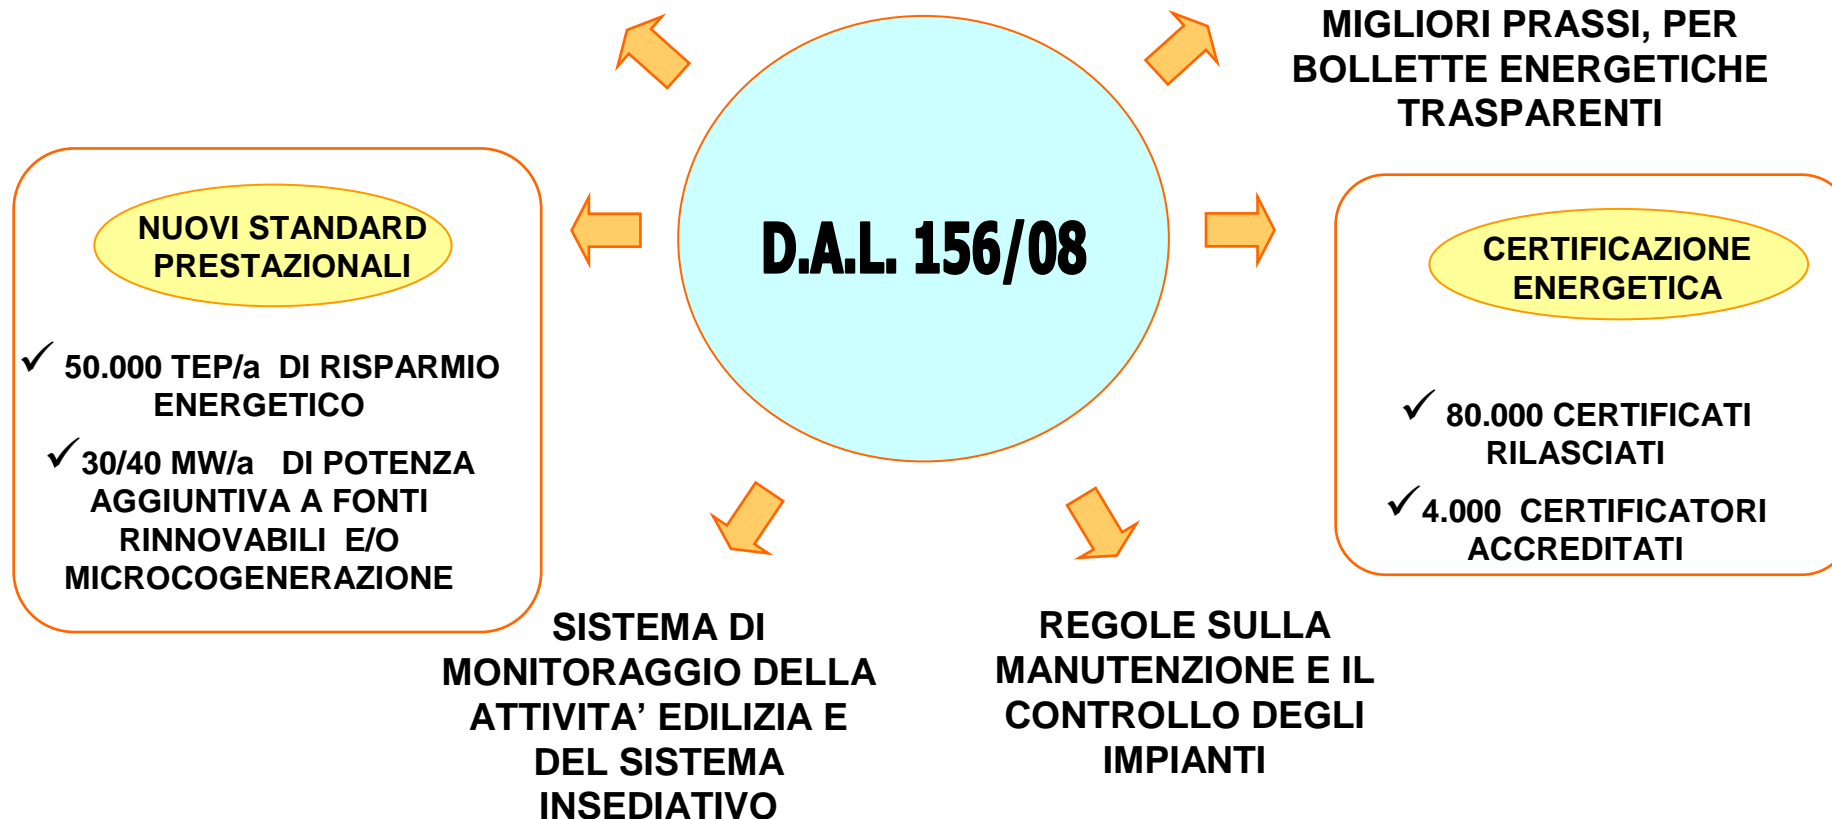 MIGLIORI PRASSI, PER
BOLLETTE ENERGETICHE
TRASPARENTI
D.A.L. 156/08
NUOVI STANDARD
PRESTAZIONALI
✓ 50.000 TEP/a DI RISPARMIO
ENERGETICO
✓ 30/40 MW/a DI POTENZA
AGGIUNTIVA A FONTI
RINNOVABILI E/O
MICROCOGENERAZIONE
CERTIFICAZIONE
ENERGETICA
✓ 80.000 CERTIFICATI
RILASCIATI
✓ 4.000 CERTIFICATORI
ACCREDITATI
SISTEMA DI
MONITORAGGIO DELLA
ATTIVITA’ EDILIZIA E
DEL SISTEMA
INSEDIATIVO
REGOLE SULLA
MANUTENZIONE E IL
CONTROLLO DEGLI
IMPIANTI